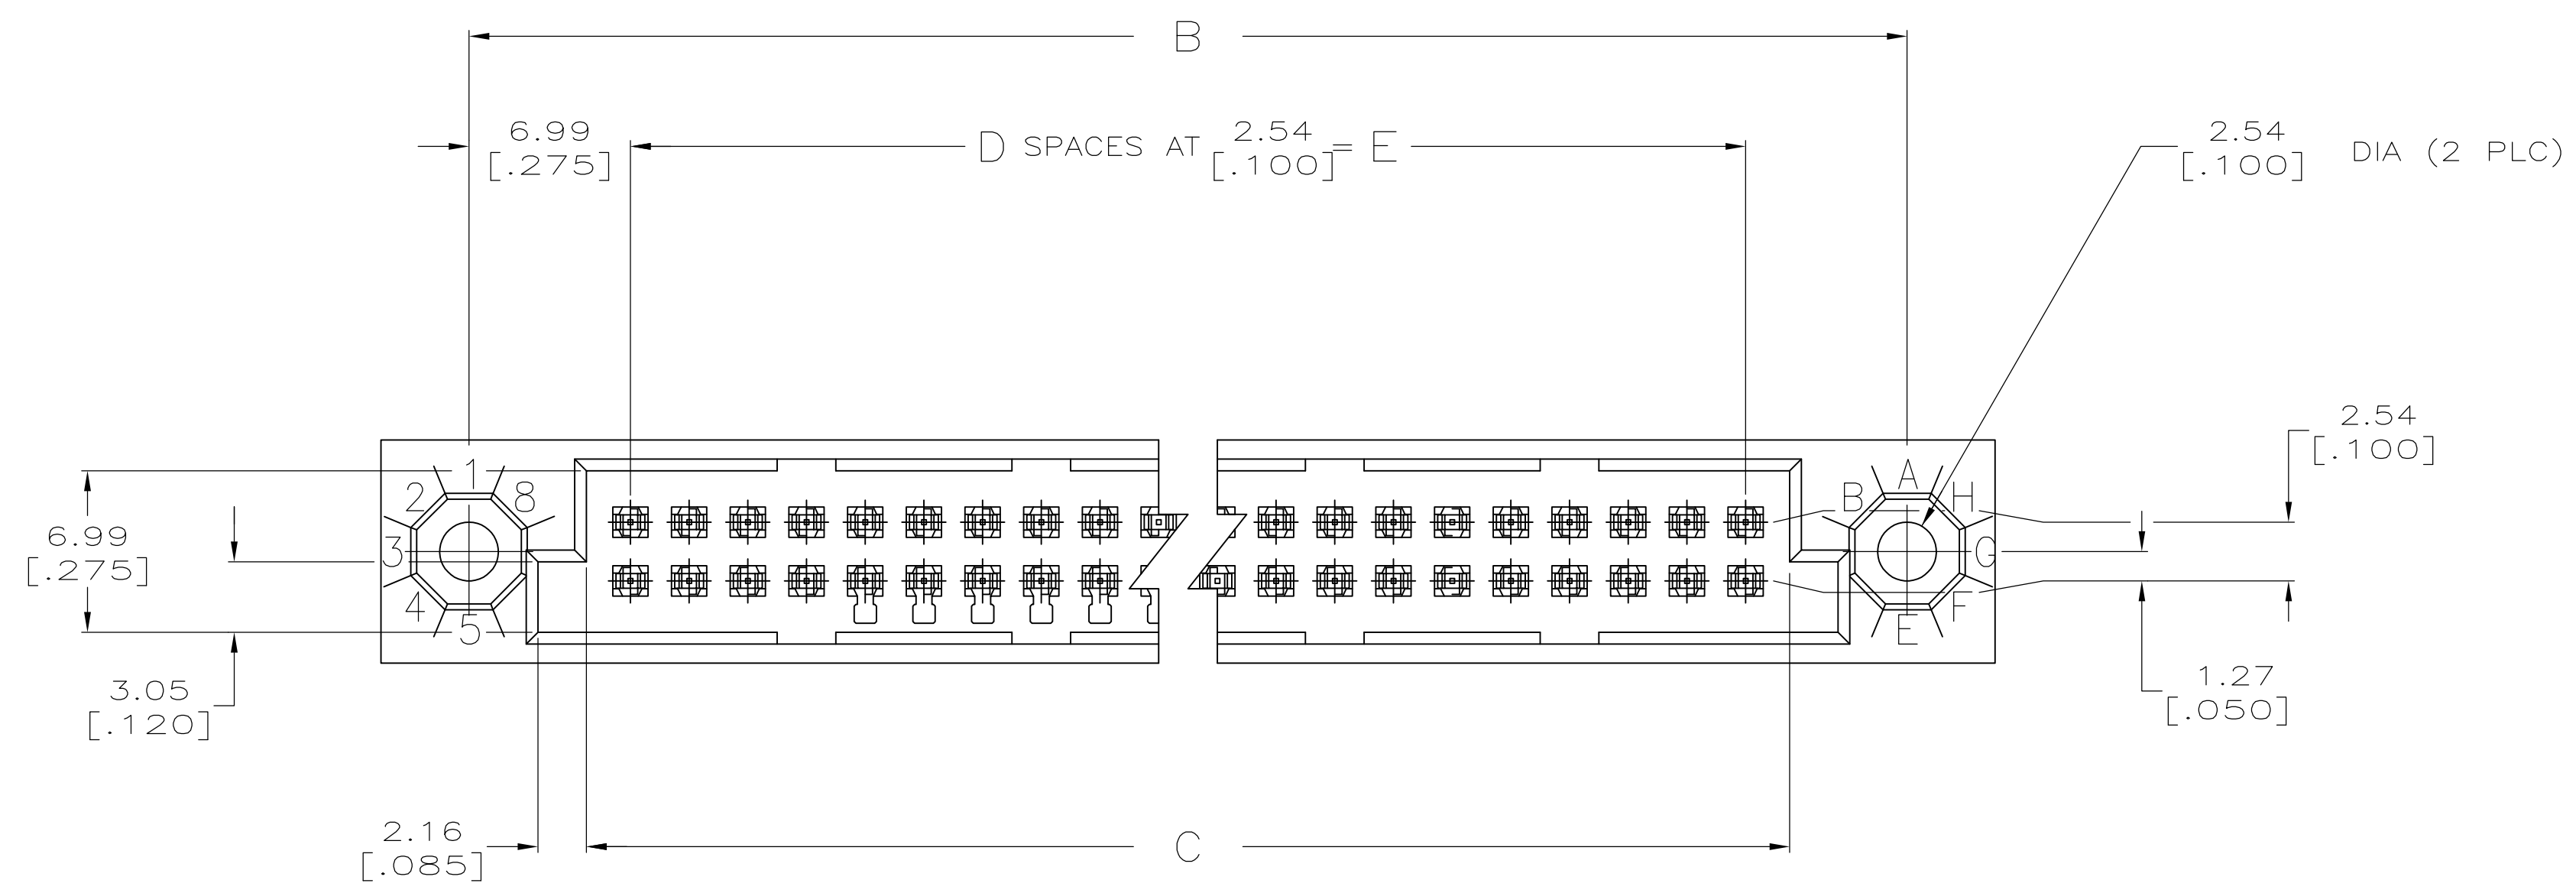 B
6.99
[.275]
D SPACES AT 2.54 [.100] = E
2.54
[.100] DIA (2 PLC)
2.54
[.100]
1
2
8
3
4
5
A
B
H
G
F
E
6.99
[.275]
3.05
[.120]
1.27
[.050]
2.16
[.085]
C